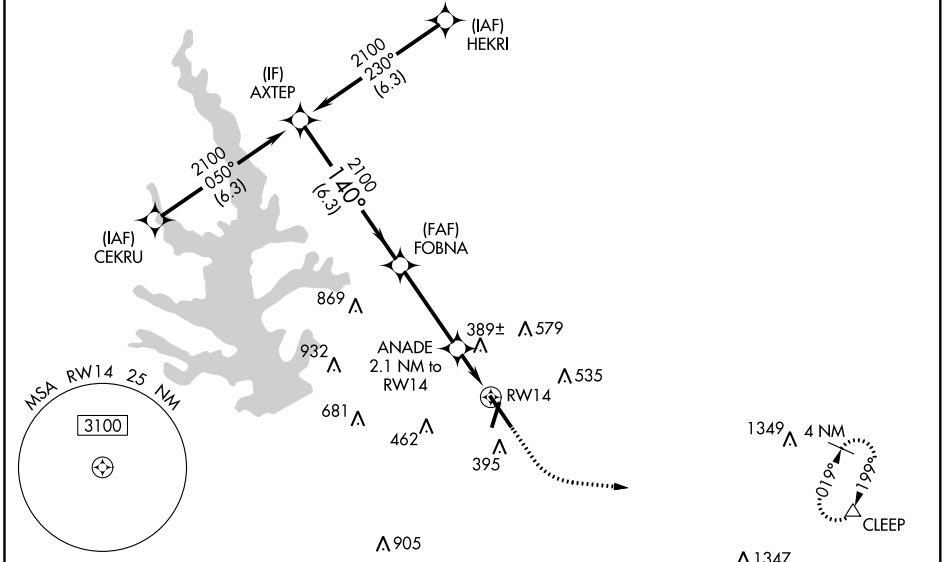 (IAF)
HEKRI
2100
230°
(6.3)
(IF)
AXTEP
2100
050°
(6.3)
2100
140°
(6.3)
(IAF)
CEKRU
(FAF)
FOBNA
869
932
681
462
389±
579
535
395
ANADE
2.1 NM to
RW14
RW14
MSA RW14 25 NM
3100
1349
4 NM
019°
199°
CLEEP
905
1347